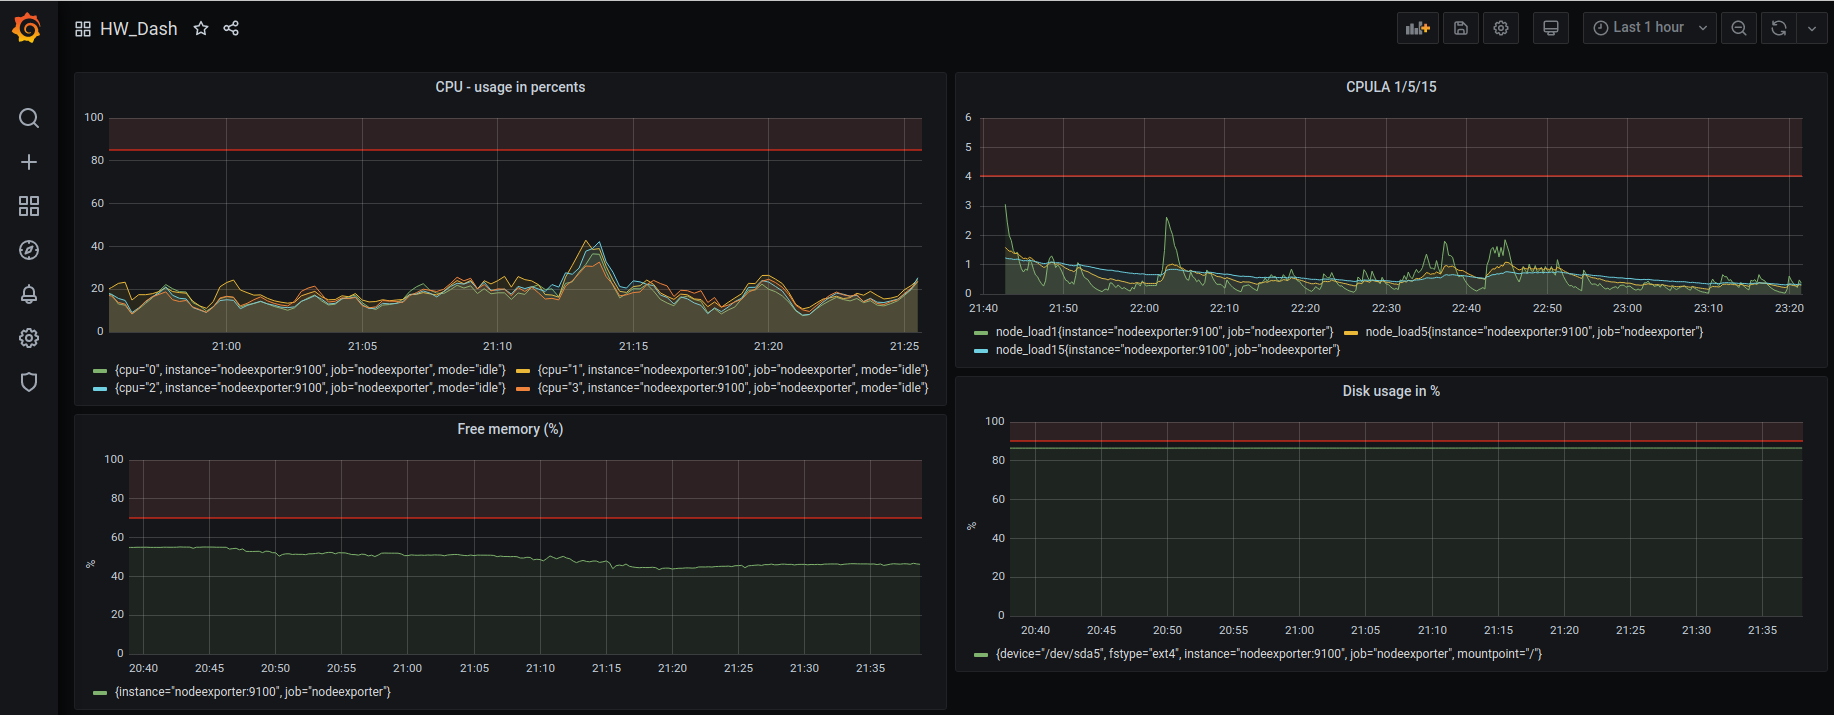 HW_Dash
Last 1 hour
CPU - usage in percents
100
80
60
40
20
0
21:00 21:05 21:10 21:15 21:20 21:25
{cpu="0", instance="nodeexporter:9100", job="nodeexporter", mode="idle"} {cpu="1", instance="nodeexporter:9100", job="nodeexporter", mode="idle"}
{cpu="2", instance="nodeexporter:9100", job="nodeexporter", mode="idle"} {cpu="3", instance="nodeexporter:9100", job="nodeexporter", mode="idle"}
CPULA 1/5/15
6
5
4
3
2
1
0
21:40 21:50 22:00 22:10 22:20 22:30 22:40 22:50 23:00 23:10 23:20
node_load1{instance="nodeexporter:9100", job="nodeexporter"} node_load5{instance="nodeexporter:9100", job="nodeexporter"}
node_load15{instance="nodeexporter:9100", job="nodeexporter"}
Free memory (%)
100
80
60
40
20
0
%
20:40 20:45 20:50 20:55 21:00 21:05 21:10 21:15 21:20 21:25 21:30 21:35
{instance="nodeexporter:9100", job="nodeexporter"}
Disk usage in %
100
80
60
40
20
0
%
20:40 20:45 20:50 20:55 21:00 21:05 21:10 21:15 21:20 21:25 21:30 21:35
{device="/dev/sda5", fstype="ext4", instance="nodeexporter:9100", job="nodeexporter", mountpoint="/"}